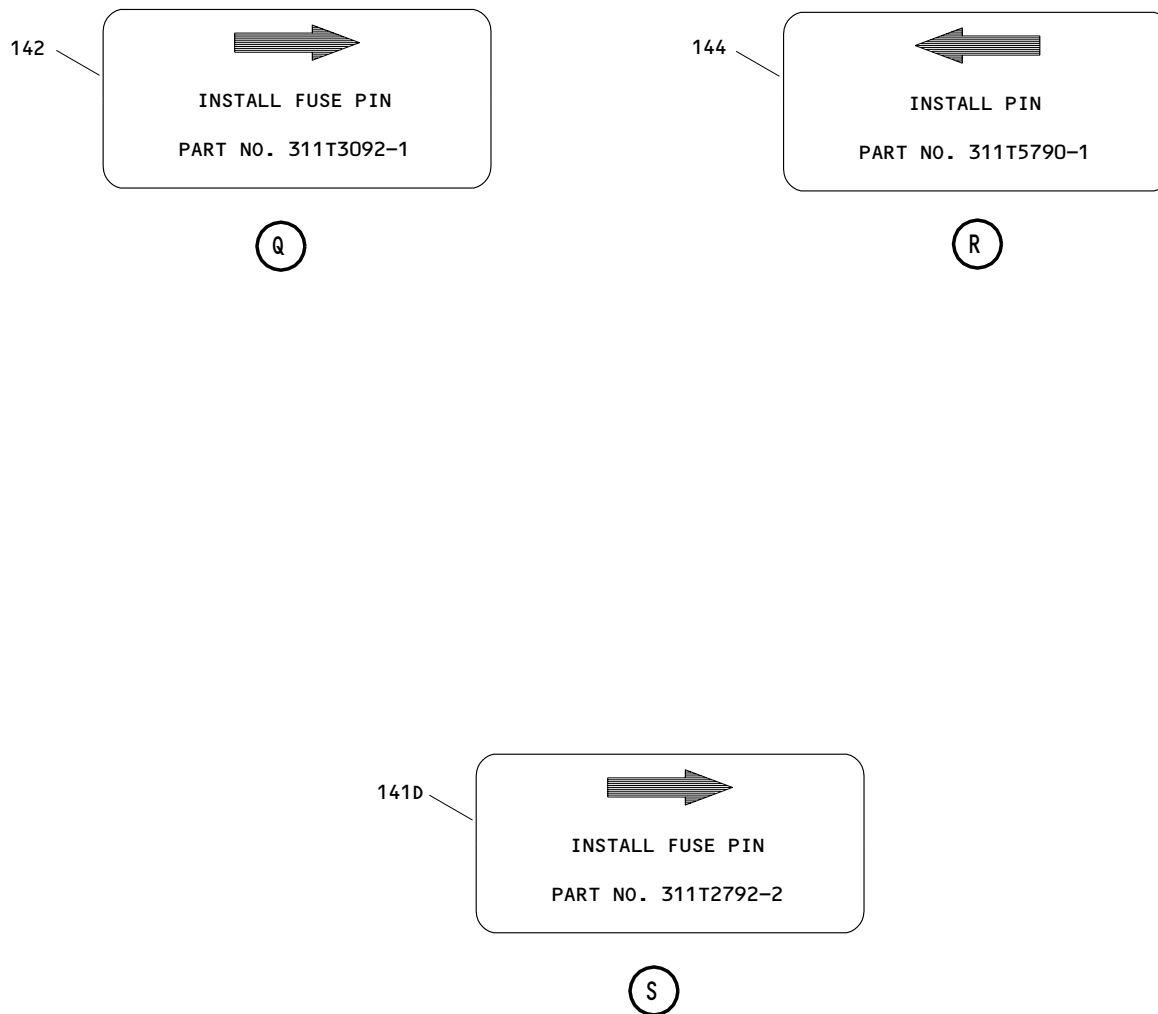 142
INSTALL FUSE PIN
PART NO. 311T3092-1
Q
144
INSTALL PIN
PART NO. 311T5790-1
R
141D
INSTALL FUSE PIN
PART NO. 311T2792-2
S